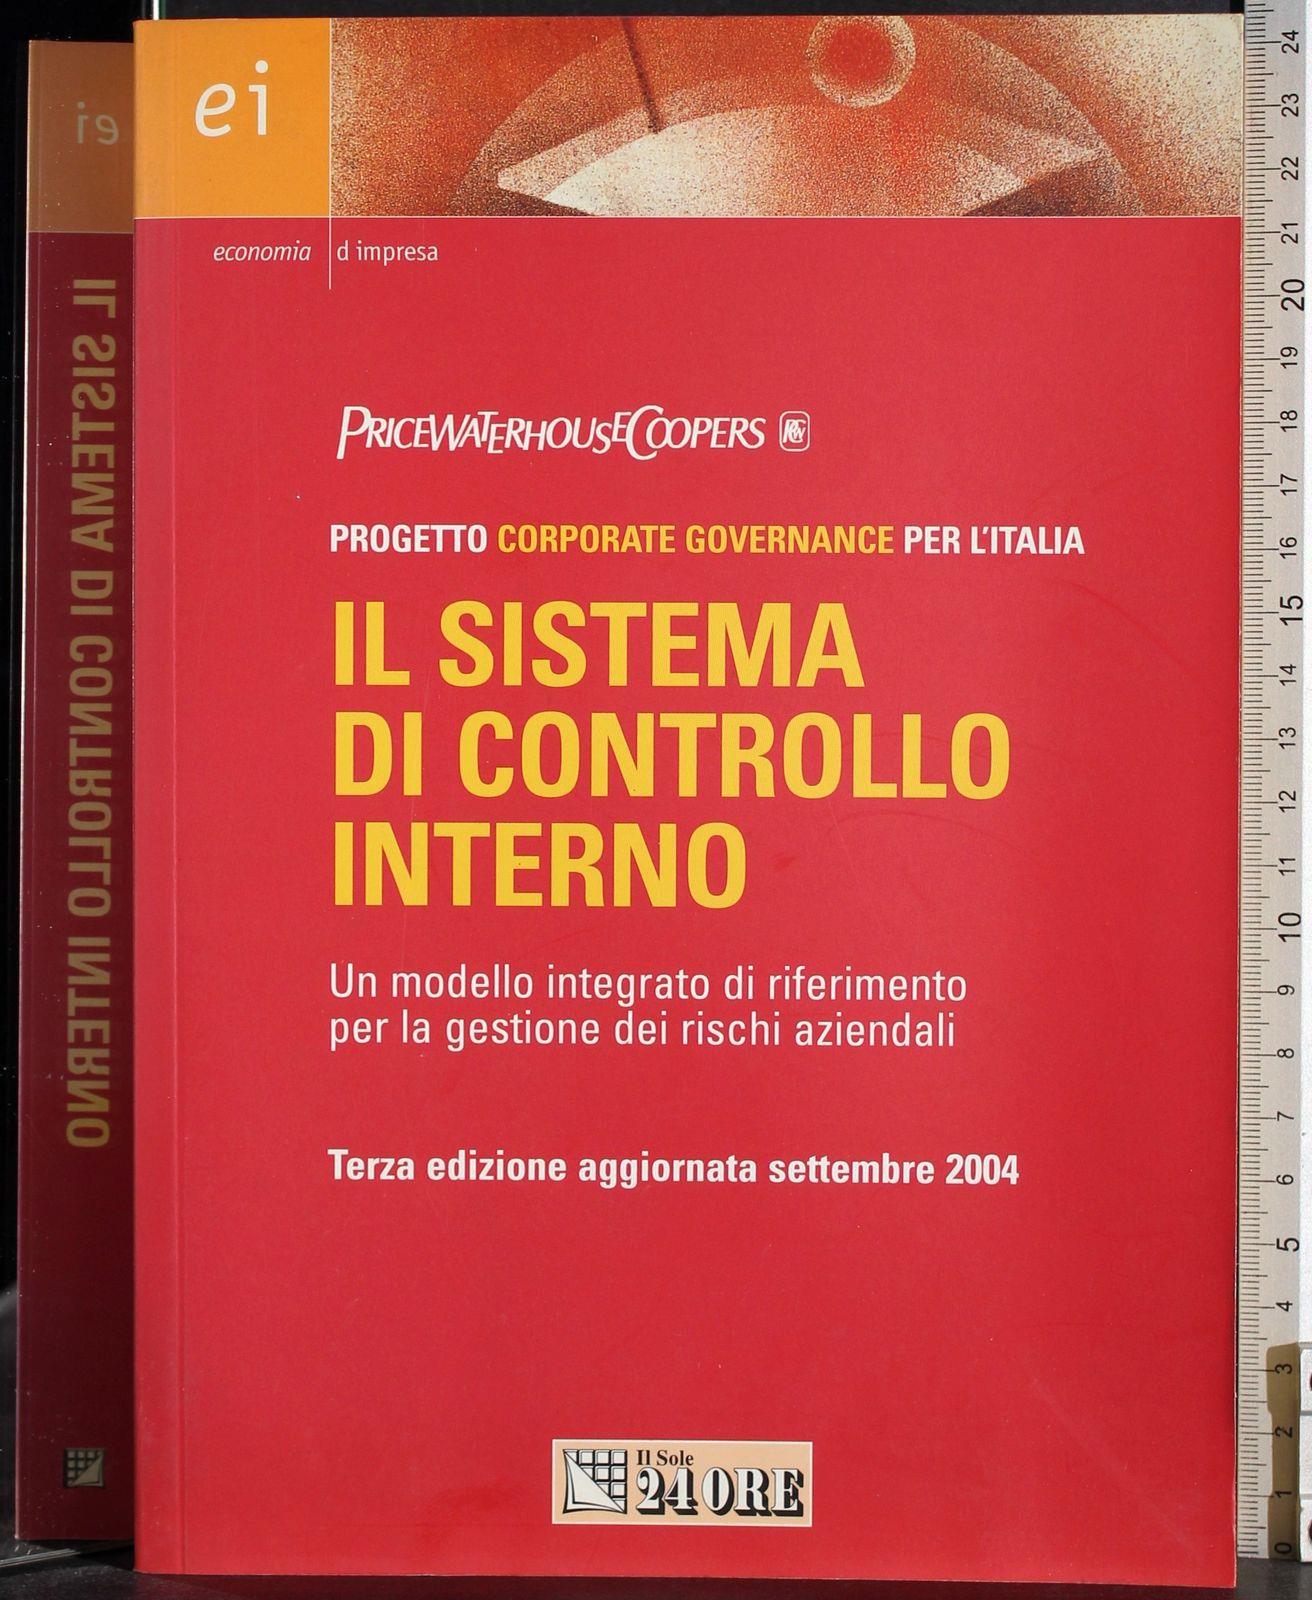 ei
economia d impresa
PRICEWATERHOUSECOOPERS PCW
PROGETTO CORPORATE GOVERNANCE PER L'ITALIA
IL SISTEMA
DI CONTROLLO
INTERNO
Un modello integrato di riferimento
per la gestione dei rischi aziendali
Terza edizione aggiornata settembre 2004
Il Sole
24 ORE
ei
IL SISTEMA DI CONTROLLO INTERNO
24
23
22
21
20
19
18
17
16
15
14
13
12
11
10
9
8
7
6
5
4
3
2
1
0